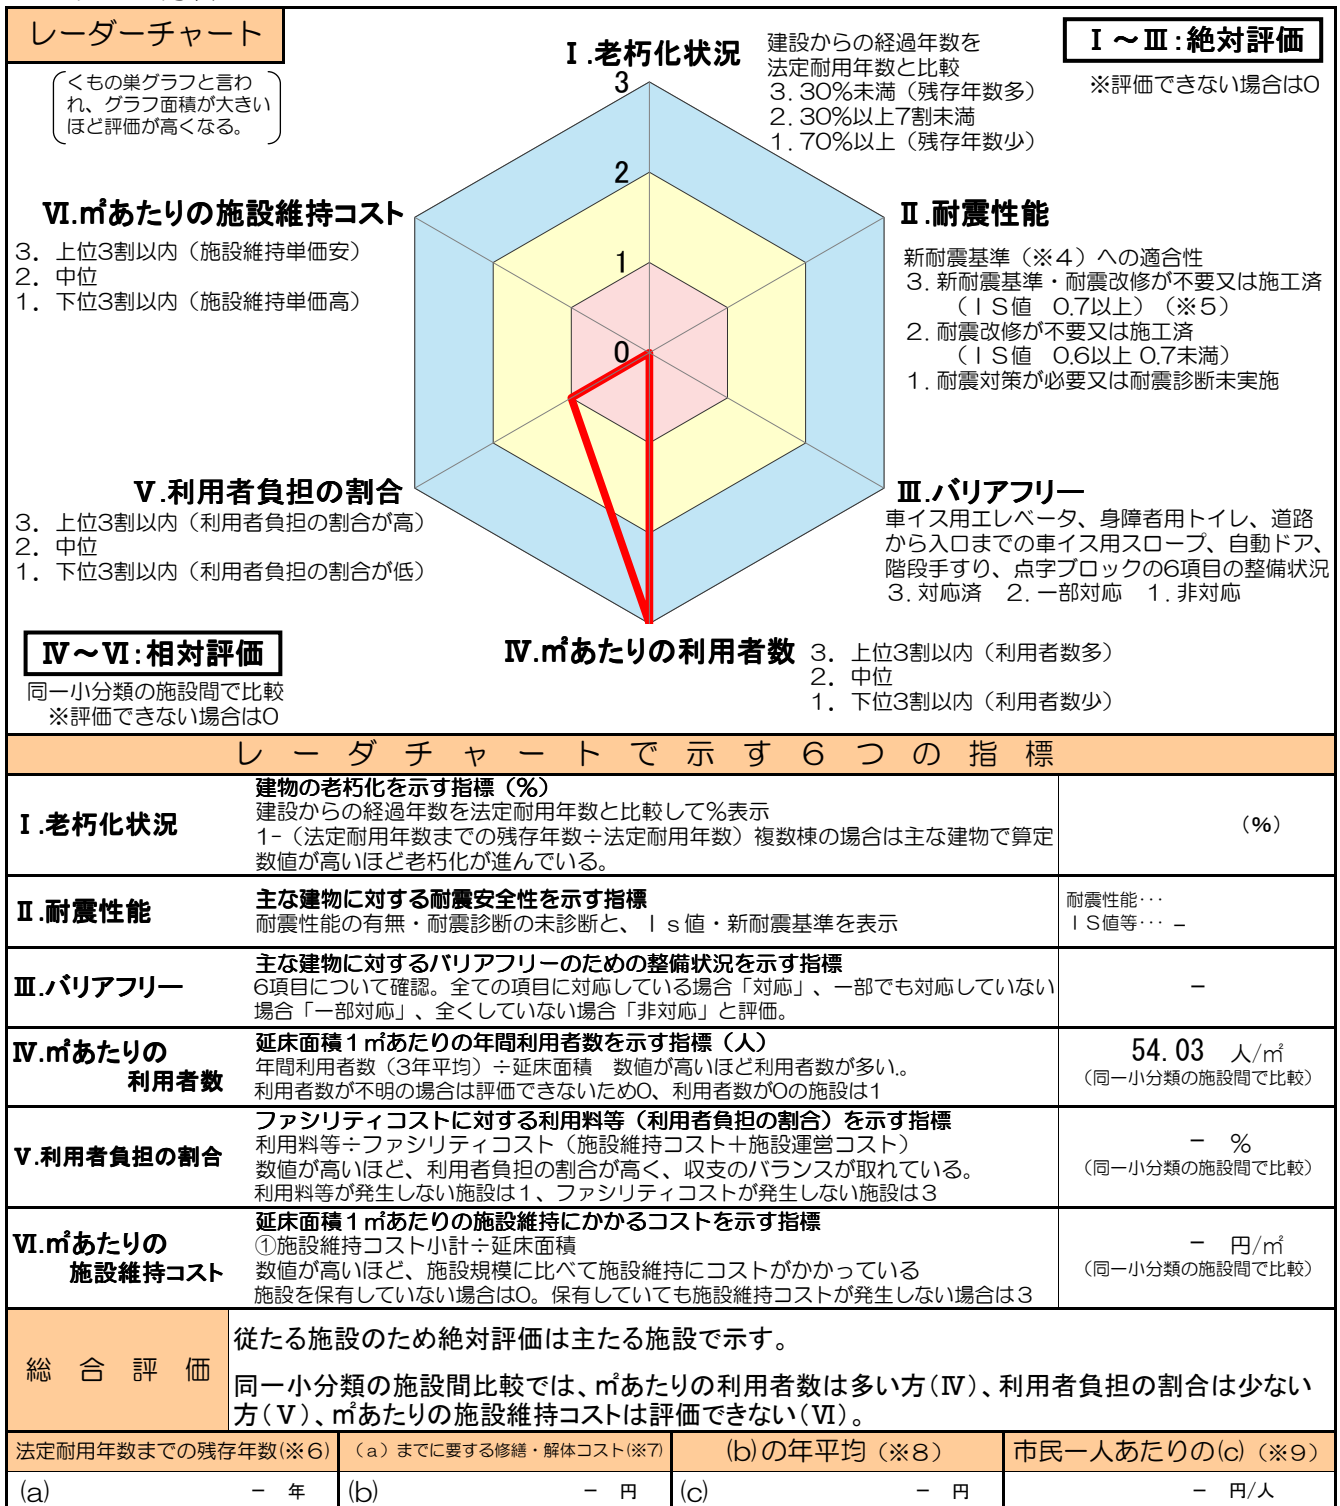 レーダーチャート
くもの巣グラフと言わ
れ、グラフ面積が大きい
ほど評価が高くなる。
Ⅰ.老朽化状況
建設からの経過年数を
法定耐用年数と比較
3. 30%未満（残存年数多）
2. 30%以上7割未満
1. 70%以上（残存年数少）
Ⅰ～Ⅲ:絶対評価
※評価できない場合は0
3
2
1
0
Ⅵ.㎡あたりの施設維持コスト
3. 上位3割以内（施設維持単価安）
2. 中位
1. 下位3割以内（施設維持単価高）
Ⅱ.耐震性能
新耐震基準（※4）への適合性
3. 新耐震基準・耐震改修が不要又は施工済
（ＩＳ値 0.7以上）（※5）
2. 耐震改修が不要又は施工済
（ＩＳ値 0.6以上 0.7未満）
1. 耐震対策が必要又は耐震診断未実施
Ⅴ.利用者負担の割合
3. 上位3割以内（利用者負担の割合が高）
2. 中位
1. 下位3割以内（利用者負担の割合が低）
Ⅲ.バリアフリー
車イス用エレベータ、身障者用トイレ、道路
から入口までの車イス用スロープ、自動ドア、
階段手すり、点字ブロックの6項目の整備状況
3. 対応済 2. 一部対応 1. 非対応
Ⅳ～Ⅵ:相対評価
同一小分類の施設間で比較
※評価できない場合は0
Ⅳ.㎡あたりの利用者数
3. 上位3割以内（利用者数多）
2. 中位
1. 下位3割以内（利用者数少）
レーダチャートで示す6つの指標
Ⅰ.老朽化状況
建物の老朽化を示す指標（%）
建設からの経過年数を法定耐用年数と比較して%表示
1-（法定耐用年数までの残存年数÷法定耐用年数）複数棟の場合は主な建物で算定
数値が高いほど老朽化が進んでいる。
（%）
Ⅱ.耐震性能
主な建物に対する耐震安全性を示す指標
耐震性能の有無・耐震診断の未診断と、Ｉｓ値・新耐震基準を表示
耐震性能･･･
ＩＳ値等･･･ −
Ⅲ.バリアフリー
主な建物に対するバリアフリーのための整備状況を示す指標
6項目について確認。全ての項目に対応している場合「対応」、一部でも対応していない
場合「一部対応」、全くしていない場合「非対応」と評価。
−
Ⅳ.㎡あたりの
利用者数
延床面積１㎡あたりの年間利用者数を示す指標（人）
年間利用者数（3年平均）÷延床面積 数値が高いほど利用者数が多い。
利用者数が不明の場合は評価できないため0、利用者数が0の施設は1
54.03 人/㎡
（同一小分類の施設間で比較）
Ⅴ.利用者負担の割合
ファシリティコストに対する利用料等（利用者負担の割合）を示す指標
利用料等÷ファシリティコスト（施設維持コスト＋施設運営コスト）
数値が高いほど、利用者負担の割合が高く、収支のバランスが取れている。
利用料等が発生しない施設は１、ファシリティコストが発生しない施設は３
− %
（同一小分類の施設間で比較）
Ⅵ.㎡あたりの
施設維持コスト
延床面積１㎡あたりの施設維持にかかるコストを示す指標
①施設維持コスト小計÷延床面積
数値が高いほど、施設規模に比べて施設維持にコストがかかっている
施設を保有していない場合は0。保有していても施設維持コストが発生しない場合は３
− 円/㎡
（同一小分類の施設間で比較）
総合評価
従たる施設のため絶対評価は主たる施設で示す。
同一小分類の施設間比較では、㎡あたりの利用者数は多い方(Ⅳ)、利用者負担の割合は少ない
方(Ⅴ)、㎡あたりの施設維持コストは評価できない(Ⅵ)。
法定耐用年数までの残存年数(※6)
（a）までに要する修繕・解体コスト(※7)
(b)の年平均（※8）
市民一人あたりの(c)（※9）
(a) − 年
(b) − 円
(c) − 円
− 円/人